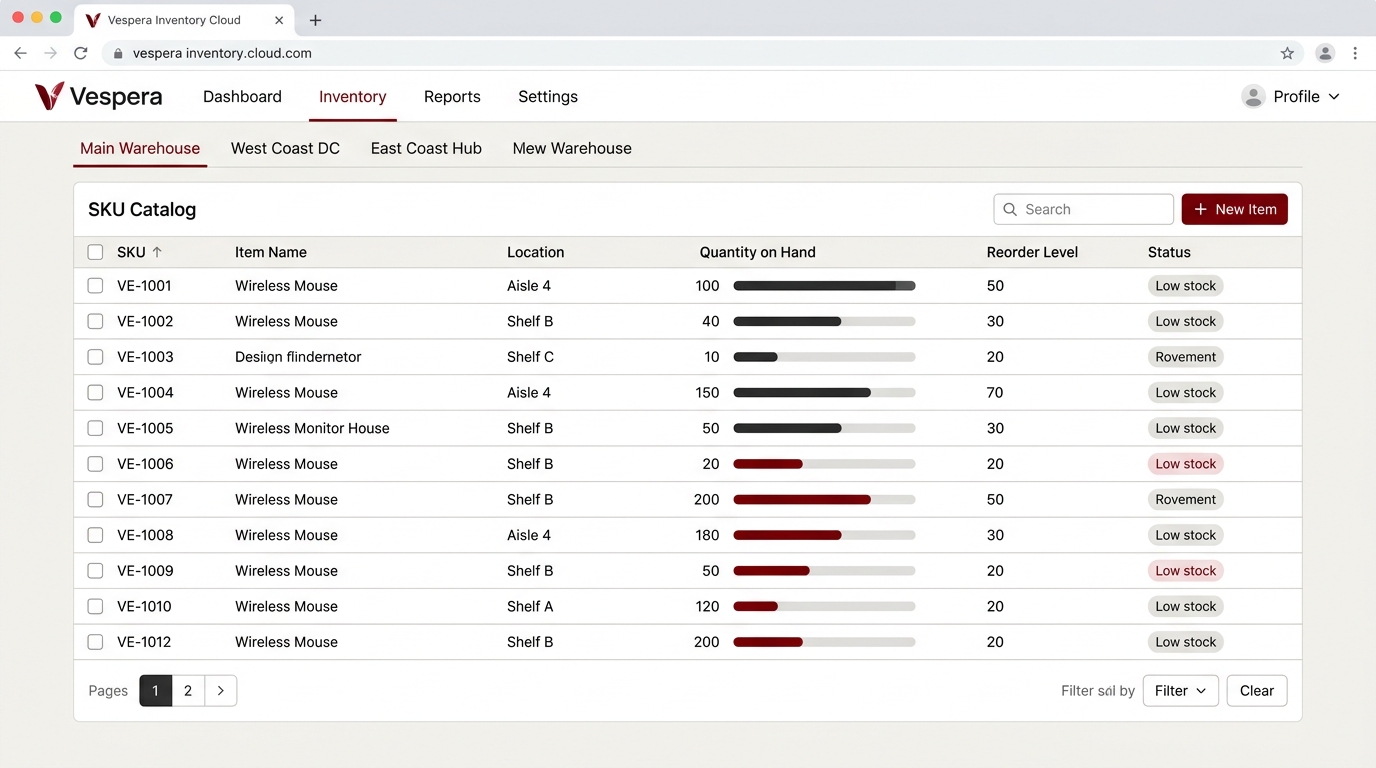 Vespera Inventory Cloud
vespera inventory.cloud.com
Vespera Dashboard Inventory Reports Settings Profile
Main Warehouse West Coast DC East Coast Hub Mew Warehouse
SKU Catalog Search + New Item
SKU ↑ Item Name Location Quantity on Hand Reorder Level Status
VE-1001 Wireless Mouse Aisle 4 100 50 Low stock
VE-1002 Wireless Mouse Shelf B 40 30 Low stock
VE-1003 Shelf C 10 20 Rovement
VE-1004 Wireless Mouse Aisle 4 150 70 Low stock
VE-1005 Wireless Monitor House Shelf B 50 30 Low stock
VE-1006 Wireless Mouse Shelf B 20 20 Low stock
VE-1007 Wireless Mouse Shelf B 200 50 Rovement
VE-1008 Wireless Mouse Aisle 4 180 30 Low stock
VE-1009 Wireless Mouse Shelf B 50 20 Low stock
VE-1010 Wireless Mouse Shelf A 120 20 Low stock
VE-1012 Wireless Mouse Shelf B 200 20 Low stock
Pages 1 2 Filter by Filter Clear